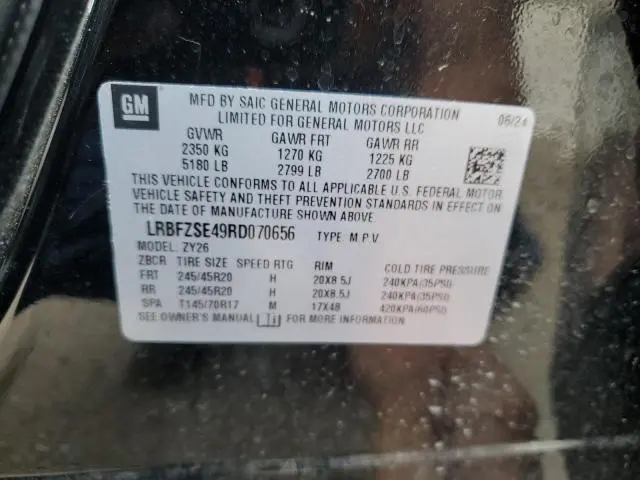 GM
MFD BY SAIC GENERAL MOTORS CORPORATION
LIMITED FOR GENERAL MOTORS LLC
06/24
GVWR GAWR FRT GAWR RR
2350 KG 1270 KG 1225 KG
5180 LB 2799 LB 2700 LB
THIS VEHICLE CONFORMS TO ALL APPLICABLE U.S. FEDERAL MOTOR
VEHICLE SAFETY AND THEFT PREVENTION STANDARDS IN EFFECT ON
THE DATE OF MANUFACTURE SHOWN ABOVE.
LRBFZSE49RD070656 TYPE: M P V
MODEL: ZY26
ZBCR TIRE SIZE SPEED RTG RIM COLD TIRE PRESSURE
FRT 245/45R20 H 20X8.5J 240KPA(35PSI)
RR 245/45R20 H 20X8.5J 240KPA(35PSI)
SPA T145/70R17 M 17X4B 420KPA(60PSI)
SEE OWNER'S MANUAL i FOR MORE INFORMATION